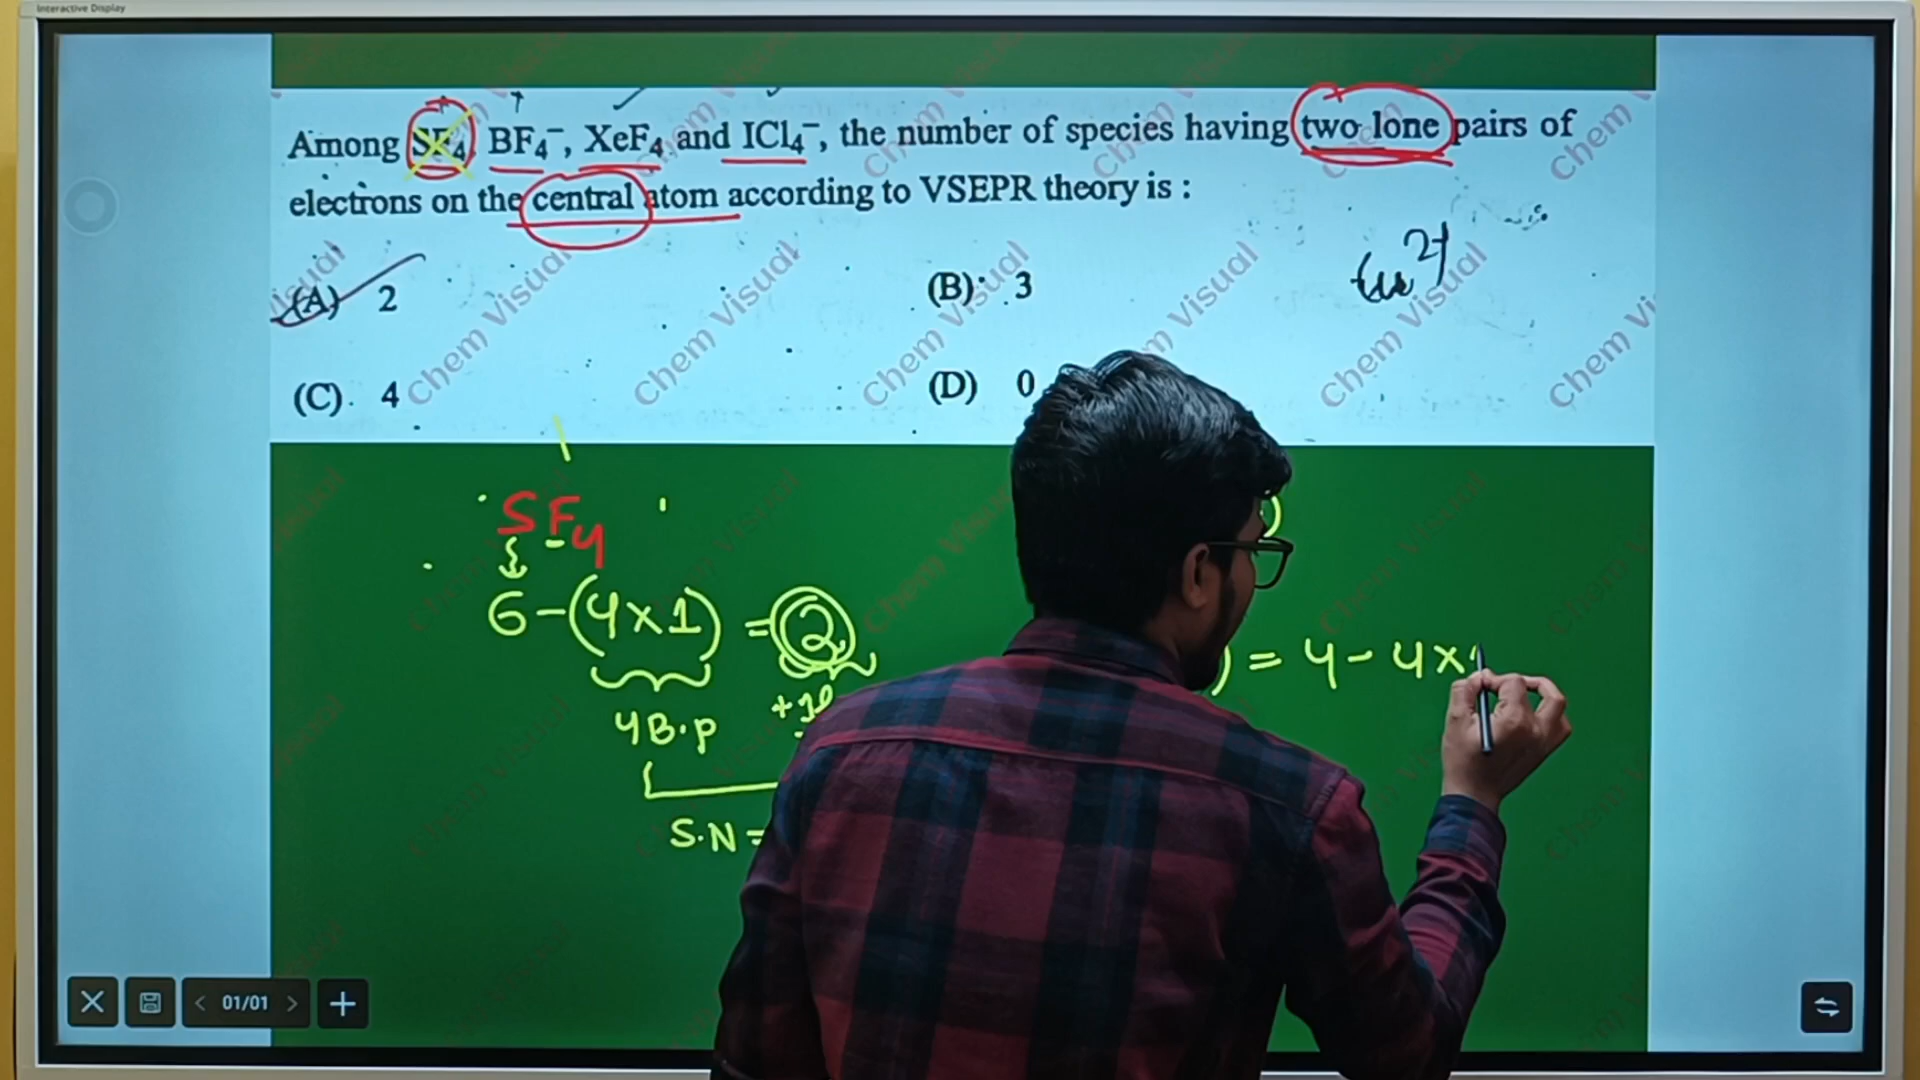 Interactive Display
Among SF4, BF4−, XeF4 and ICl4−, the number of species having two lone pairs of
electrons on the central atom according to VSEPR theory is :
(A) 2
(B) 3
(C) 4
(D) 0
SF4
6-(4×1) =2
) = 4-4×
4B.p
S.N =
01/01
Chem Visual